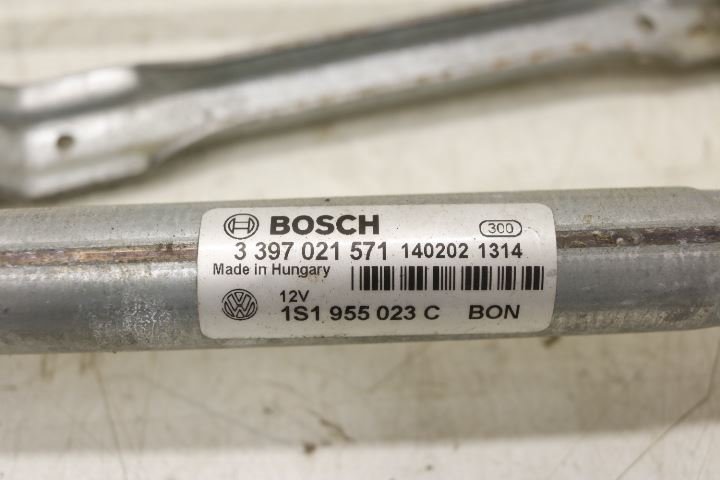 BOSCH 300
3 397 021 571 140202 1314
Made in Hungary
12V
1S1 955 023 C BON